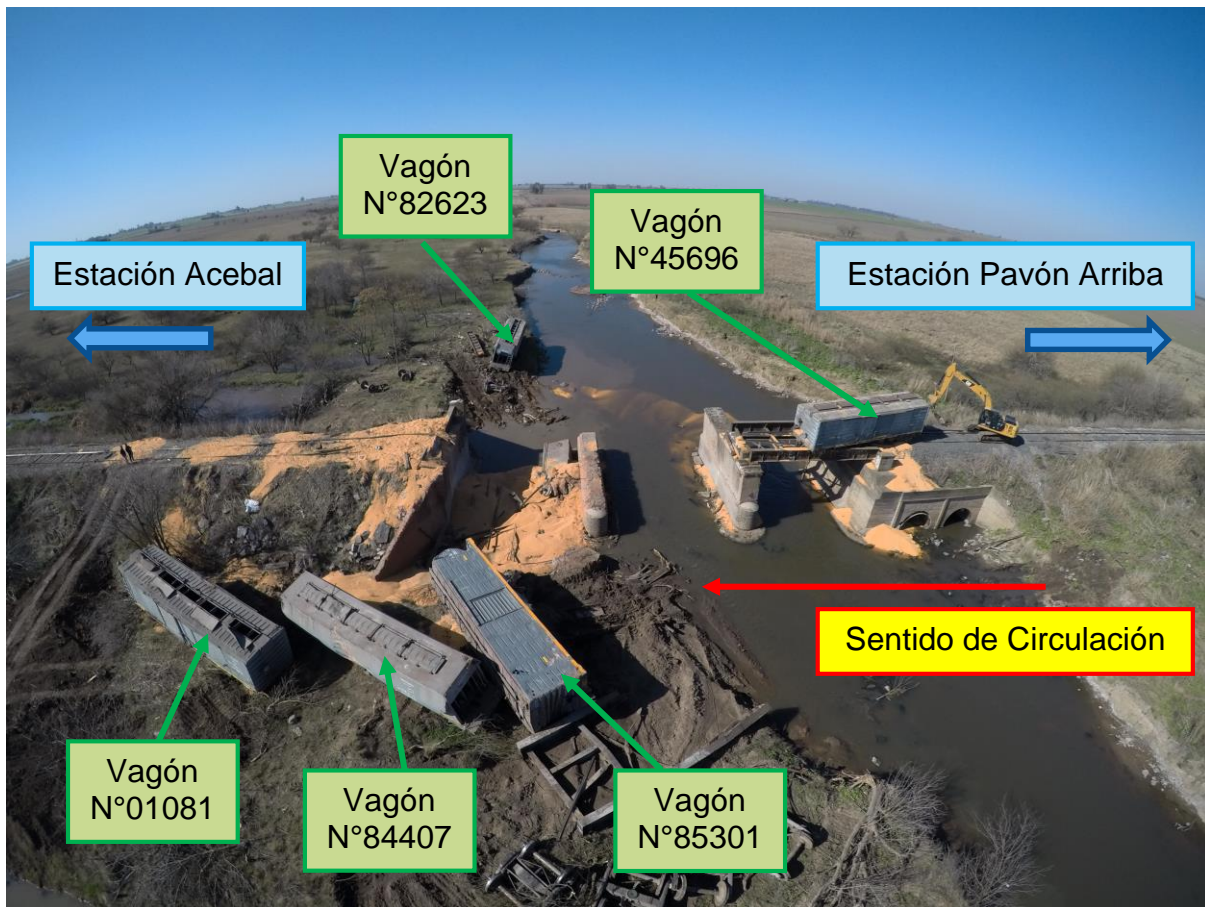 Vagón
N°82623
Vagón
N°45696
Estación Acebal
Estación Pavón Arriba
Sentido de Circulación
Vagón
N°01081
Vagón
N°84407
Vagón
N°85301